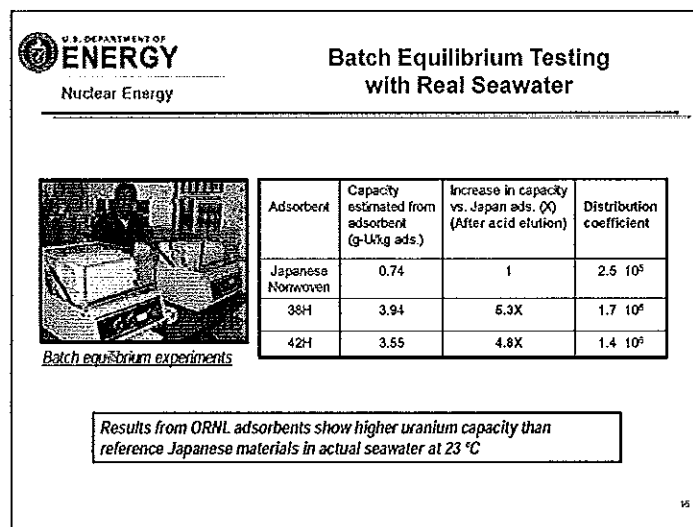 U.S. DEPARTMENT OF
ENERGY
Nuclear Energy
Batch Equilibrium Testing
with Real Seawater
Adsorbent
Capacity
estimated from
adsorbent
(g-U/kg ads.)
Increase in capacity
vs. Japan ads. (X)
(After acid elution)
Distribution
coefficient
Japanese
Nonwoven
0.74
1
2.5 10⁵
38H
3.94
5.3X
1.7 10⁶
42H
3.55
4.8X
1.4 10⁶
Batch equilibrium experiments
Results from ORNL adsorbents show higher uranium capacity than
reference Japanese materials in actual seawater at 23 °C